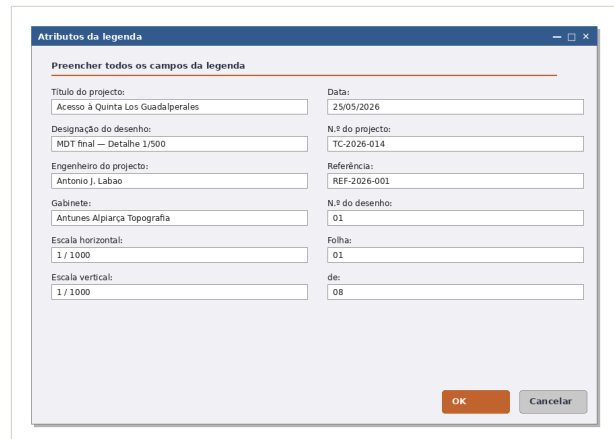 Atributos da legenda
Preencher todos os campos da legenda
Título do projecto:
Acesso à Quinta Los Guadalperales
Data:
25/05/2026
Designação do desenho:
MDT final — Detalhe 1/500
N.º do projecto:
TC-2026-014
Engenheiro do projecto:
Antonio J. Labao
Referência:
REF-2026-001
Gabinete:
Antunes Alpiarça Topografia
N.º do desenho:
01
Escala horizontal:
1 / 1000
Folha:
01
Escala vertical:
1 / 1000
de:
08
OK
Cancelar